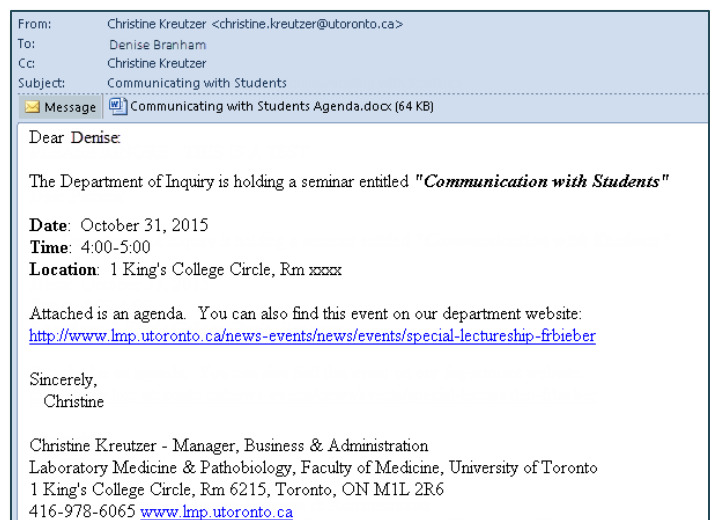 From: Christine Kreutzer <christine.kreutzer@utoronto.ca>
To: Denise Branham
Cc: Christine Kreutzer
Subject: Communicating with Students
Message Communicating with Students Agenda.docx (64 KB)
Dear Denise:
The Department of Inquiry is holding a seminar entitled "Communication with Students"
Date: October 31, 2015
Time: 4:00-5:00
Location: 1 King's College Circle, Rm xxxx
Attached is an agenda. You can also find this event on our department website:
http://www.lmp.utoronto.ca/news-events/news/events/special-lectureship-frbieber
Sincerely,
Christine
Christine Kreutzer - Manager, Business & Administration
Laboratory Medicine & Pathobiology, Faculty of Medicine, University of Toronto
1 King's College Circle, Rm 6215, Toronto, ON M1L 2R6
416-978-6065 www.lmp.utoronto.ca